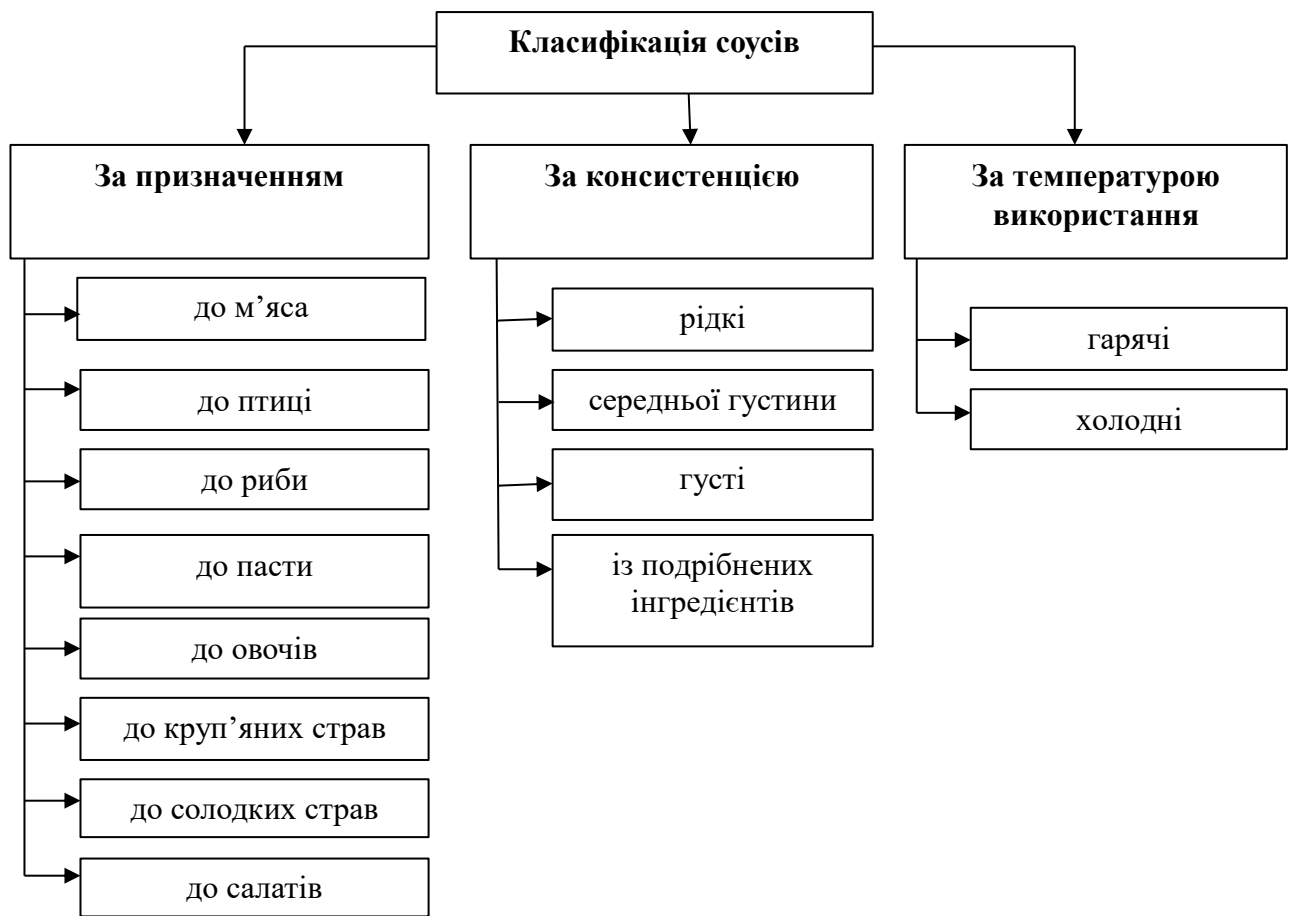 Класифікація соусів
За призначенням
до м’яса
до птиці
до риби
до пасти
до овочів
до круп’яних страв
до солодких страв
до салатів
За консистенцією
рідкі
середньої густини
густі
із подрібнених
інгредієнтів
За температурою
використання
гарячі
холодні